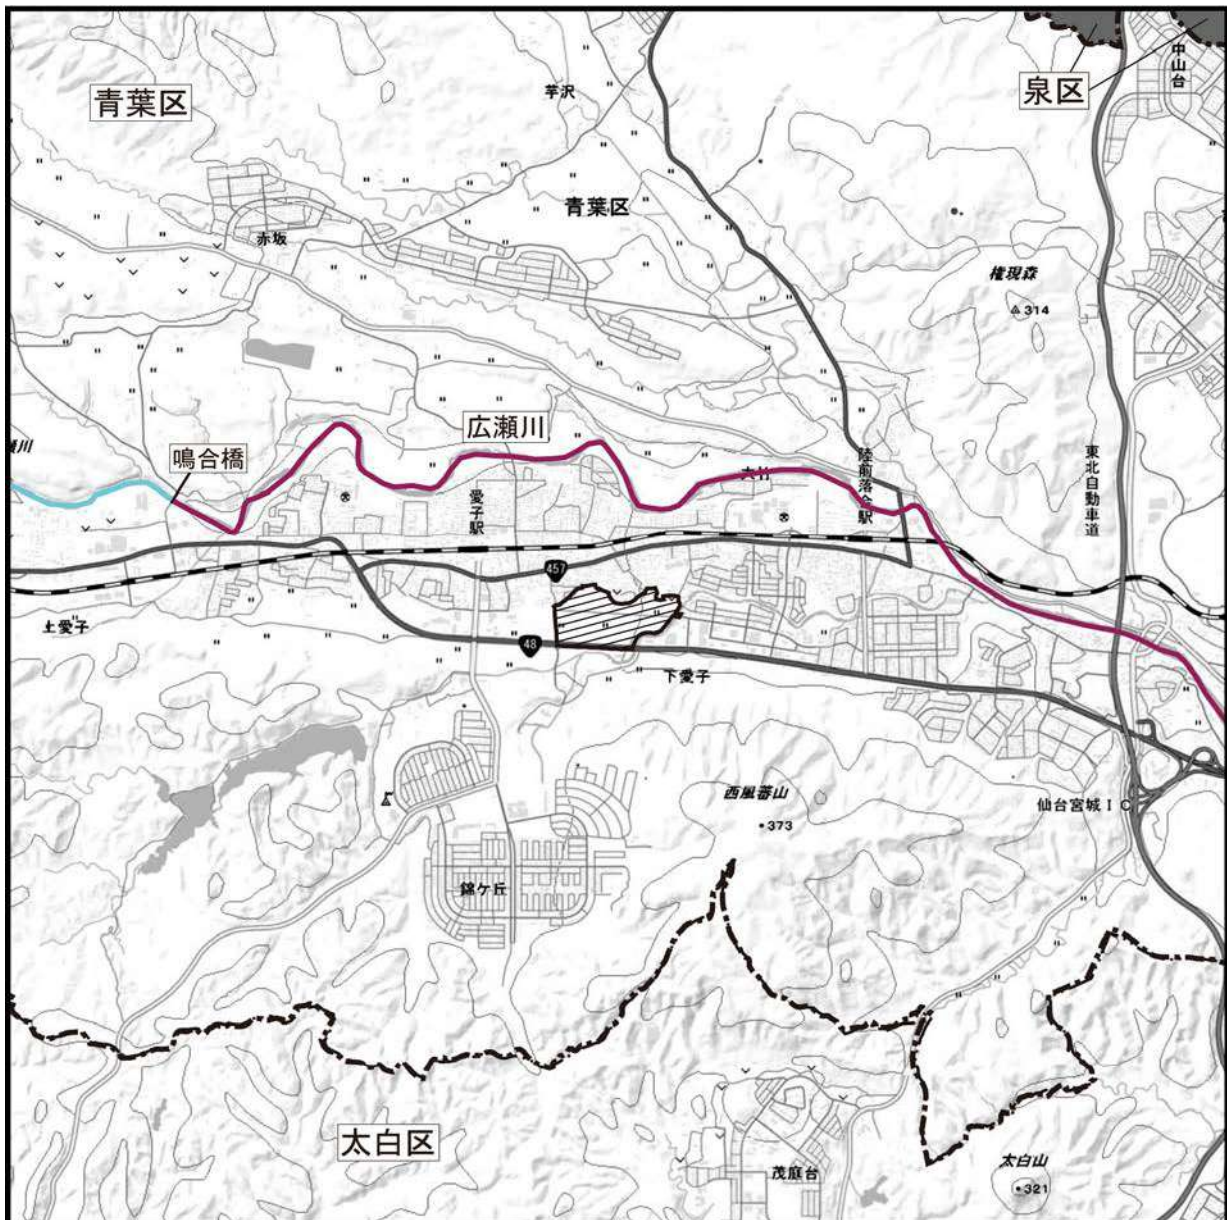 中山台
泉区
青葉区
芋沢
青葉区
赤坂
権現森
314
広瀬川
鳴合橋
瀬川
大竹
陸前落合駅
東北自動車道
愛子駅
457
上愛子
48
下愛子
西風蕃山
373
仙台宮城IC
錦ケ丘
太白区
茂庭台
太白山
321